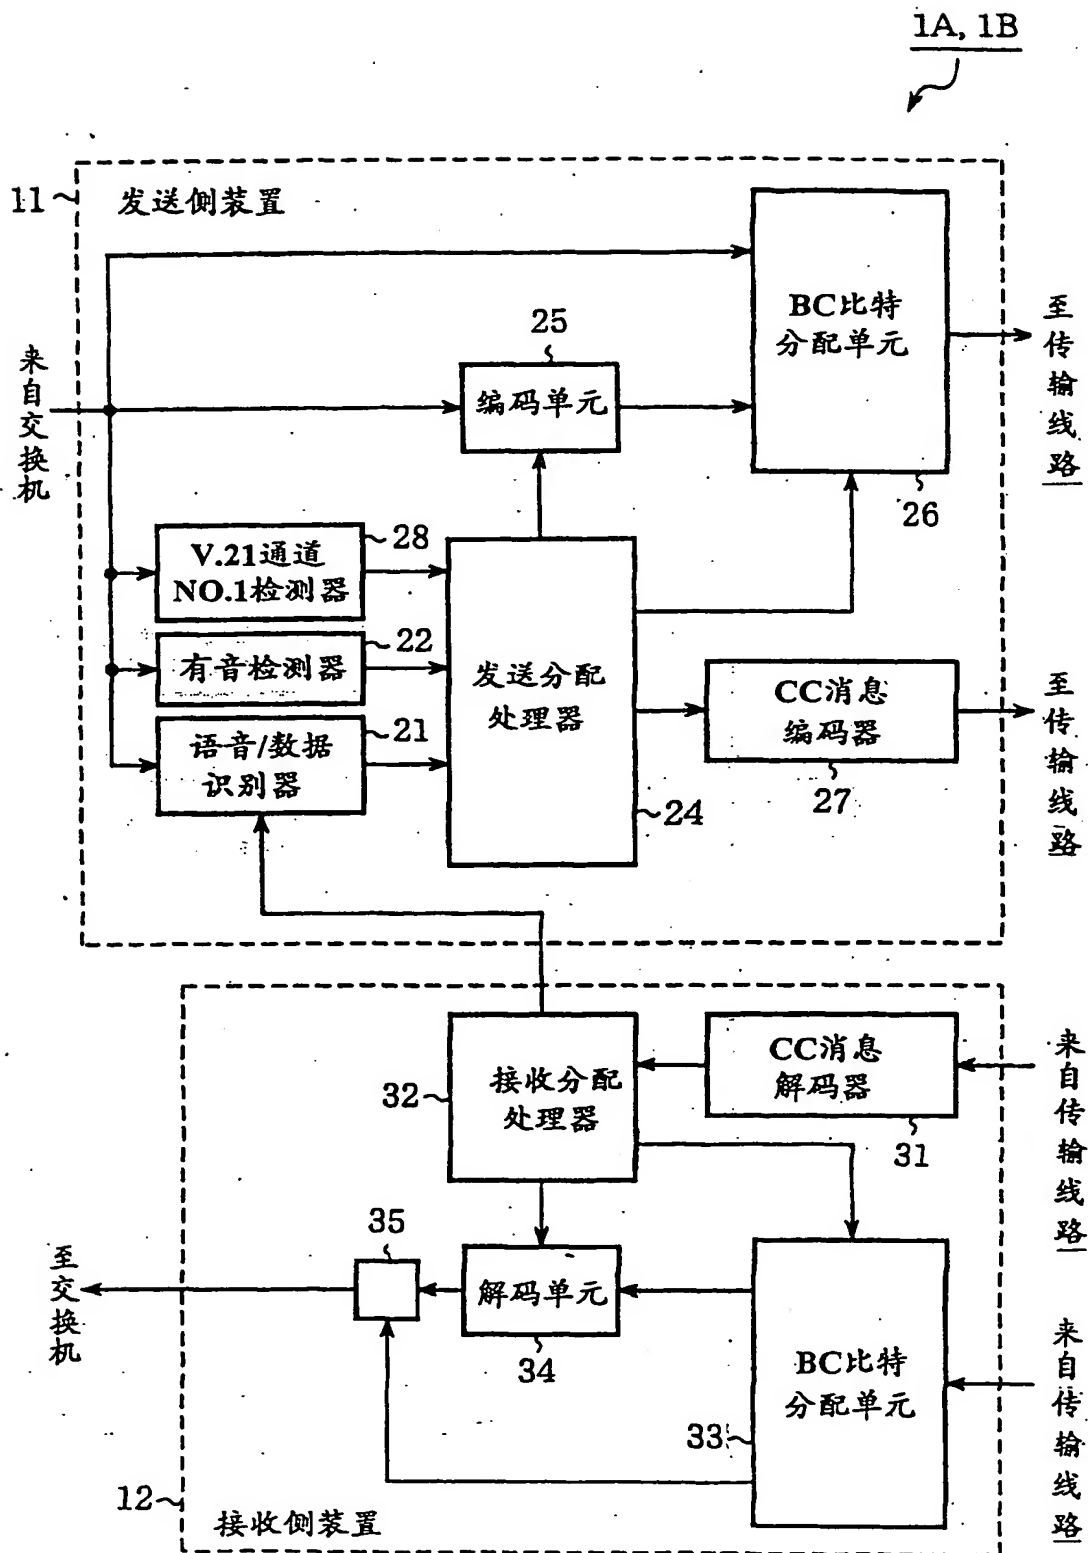 1A, 1B
11
发送侧装置
来自交换机
25
编码单元
BC比特
分配单元
26
至传输线路
V.21通道
NO.1检测器
28
有音检测器
22
语音/数据
识别器
21
发送分配
处理器
24
CC消息
编码器
27
至传输线路
32
接收分配
处理器
CC消息
解码器
31
来自传输线路
35
至交换机
解码单元
34
BC比特
分配单元
33
来自传输线路
12
接收侧装置